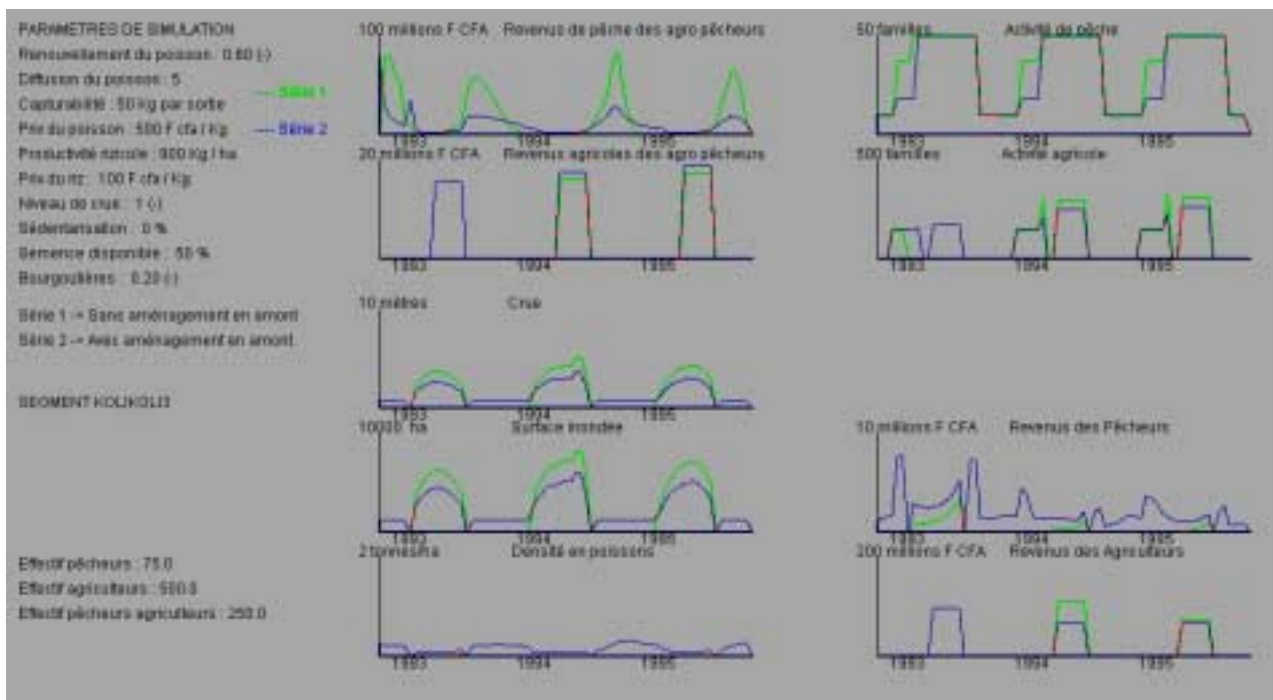 PARAMETRES DE SIMULATION
Renouvellement du poisson : 0.60 (-)
Diffusion du poisson : 5
Capturabilité : 50 Kg par sortie
Prix du poisson : 500 F cfa / Kg
Productivité rizicole : 900 Kg / ha
Prix du riz : 100 F cfa / Kg
Niveau de crue : 1 (-)
Sédentarisation : 0 %
Semence disponible : 50 %
Bourgoutières : 0.20 (-)
Série 1 -> Sans aménagement en amont
Série 2 -> Avec aménagement en amont
SEGMENT KOLIKOLI3
Effectif pêcheurs : 75.0
Effectif agriculteurs : 500.0
Effectif pêcheurs agriculteurs : 250.0
Série 1
Série 2
100 millions F CFA Revenus de pêche des agro pêcheurs
1993 1994 1995
20 millions F CFA Revenus agricoles des agro pêcheurs
1993 1994 1995
10 mètres Crue
1993 1994 1995
10000 ha Surface inondée
1993 1994 1995
2 tonnes/ha Densité en poissons
1993 1994 1995
50 familles Activité de pêche
1993 1994 1995
500 familles Activité agricole
1993 1994 1995
10 millions F CFA Revenus des Pêcheurs
1993 1994 1995
200 millions F CFA Revenus des Agriculteurs
1993 1994 1995